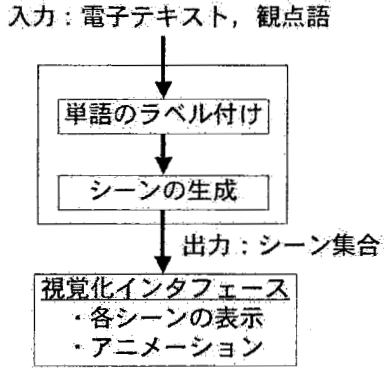 入力：電子テキスト，観点語
単語のラベル付け
シーンの生成
出力：シーン集合
視覚化インタフェース
・各シーンの表示
・アニメーション